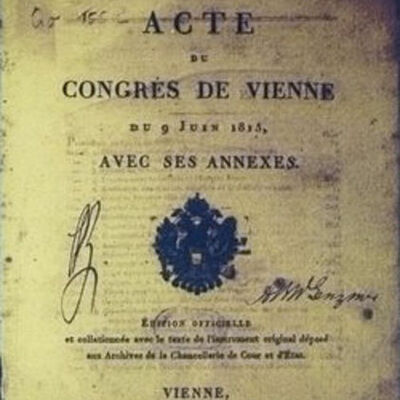 ACTE
DU
CONGRÈS DE VIENNE
DU 9 JUIN 1815,
AVEC SES ANNEXES.
ÉDITION OFFICIELLE
et collationnée avec le texte de l'instrument original déposé
aux Archives de la Chancellerie de Cour et d'État.
VIENNE,